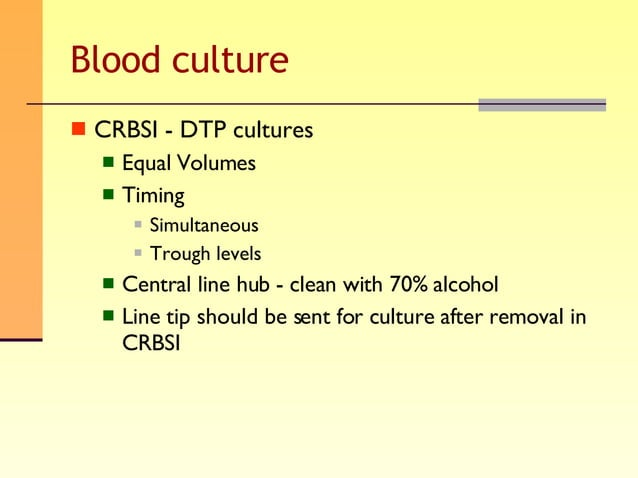 Blood culture
CRBSI - DTP cultures
Equal Volumes
Timing
Simultaneous
Trough levels
Central line hub - clean with 70% alcohol
Line tip should be sent for culture after removal in
CRBSI